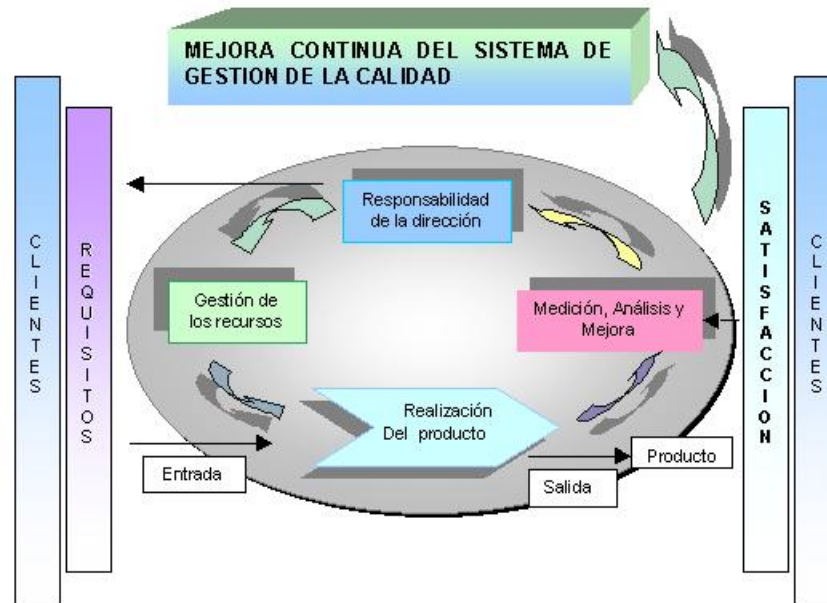 MEJORA CONTINUA DEL SISTEMA DE
GESTION DE LA CALIDAD
CLIENTES
REQUISITOS
Responsabilidad
de la dirección
Gestión de
los recursos
Medición, Análisis y
Mejora
Realización
Del producto
Entrada
Salida
Producto
SATISFACCION
CLIENTES